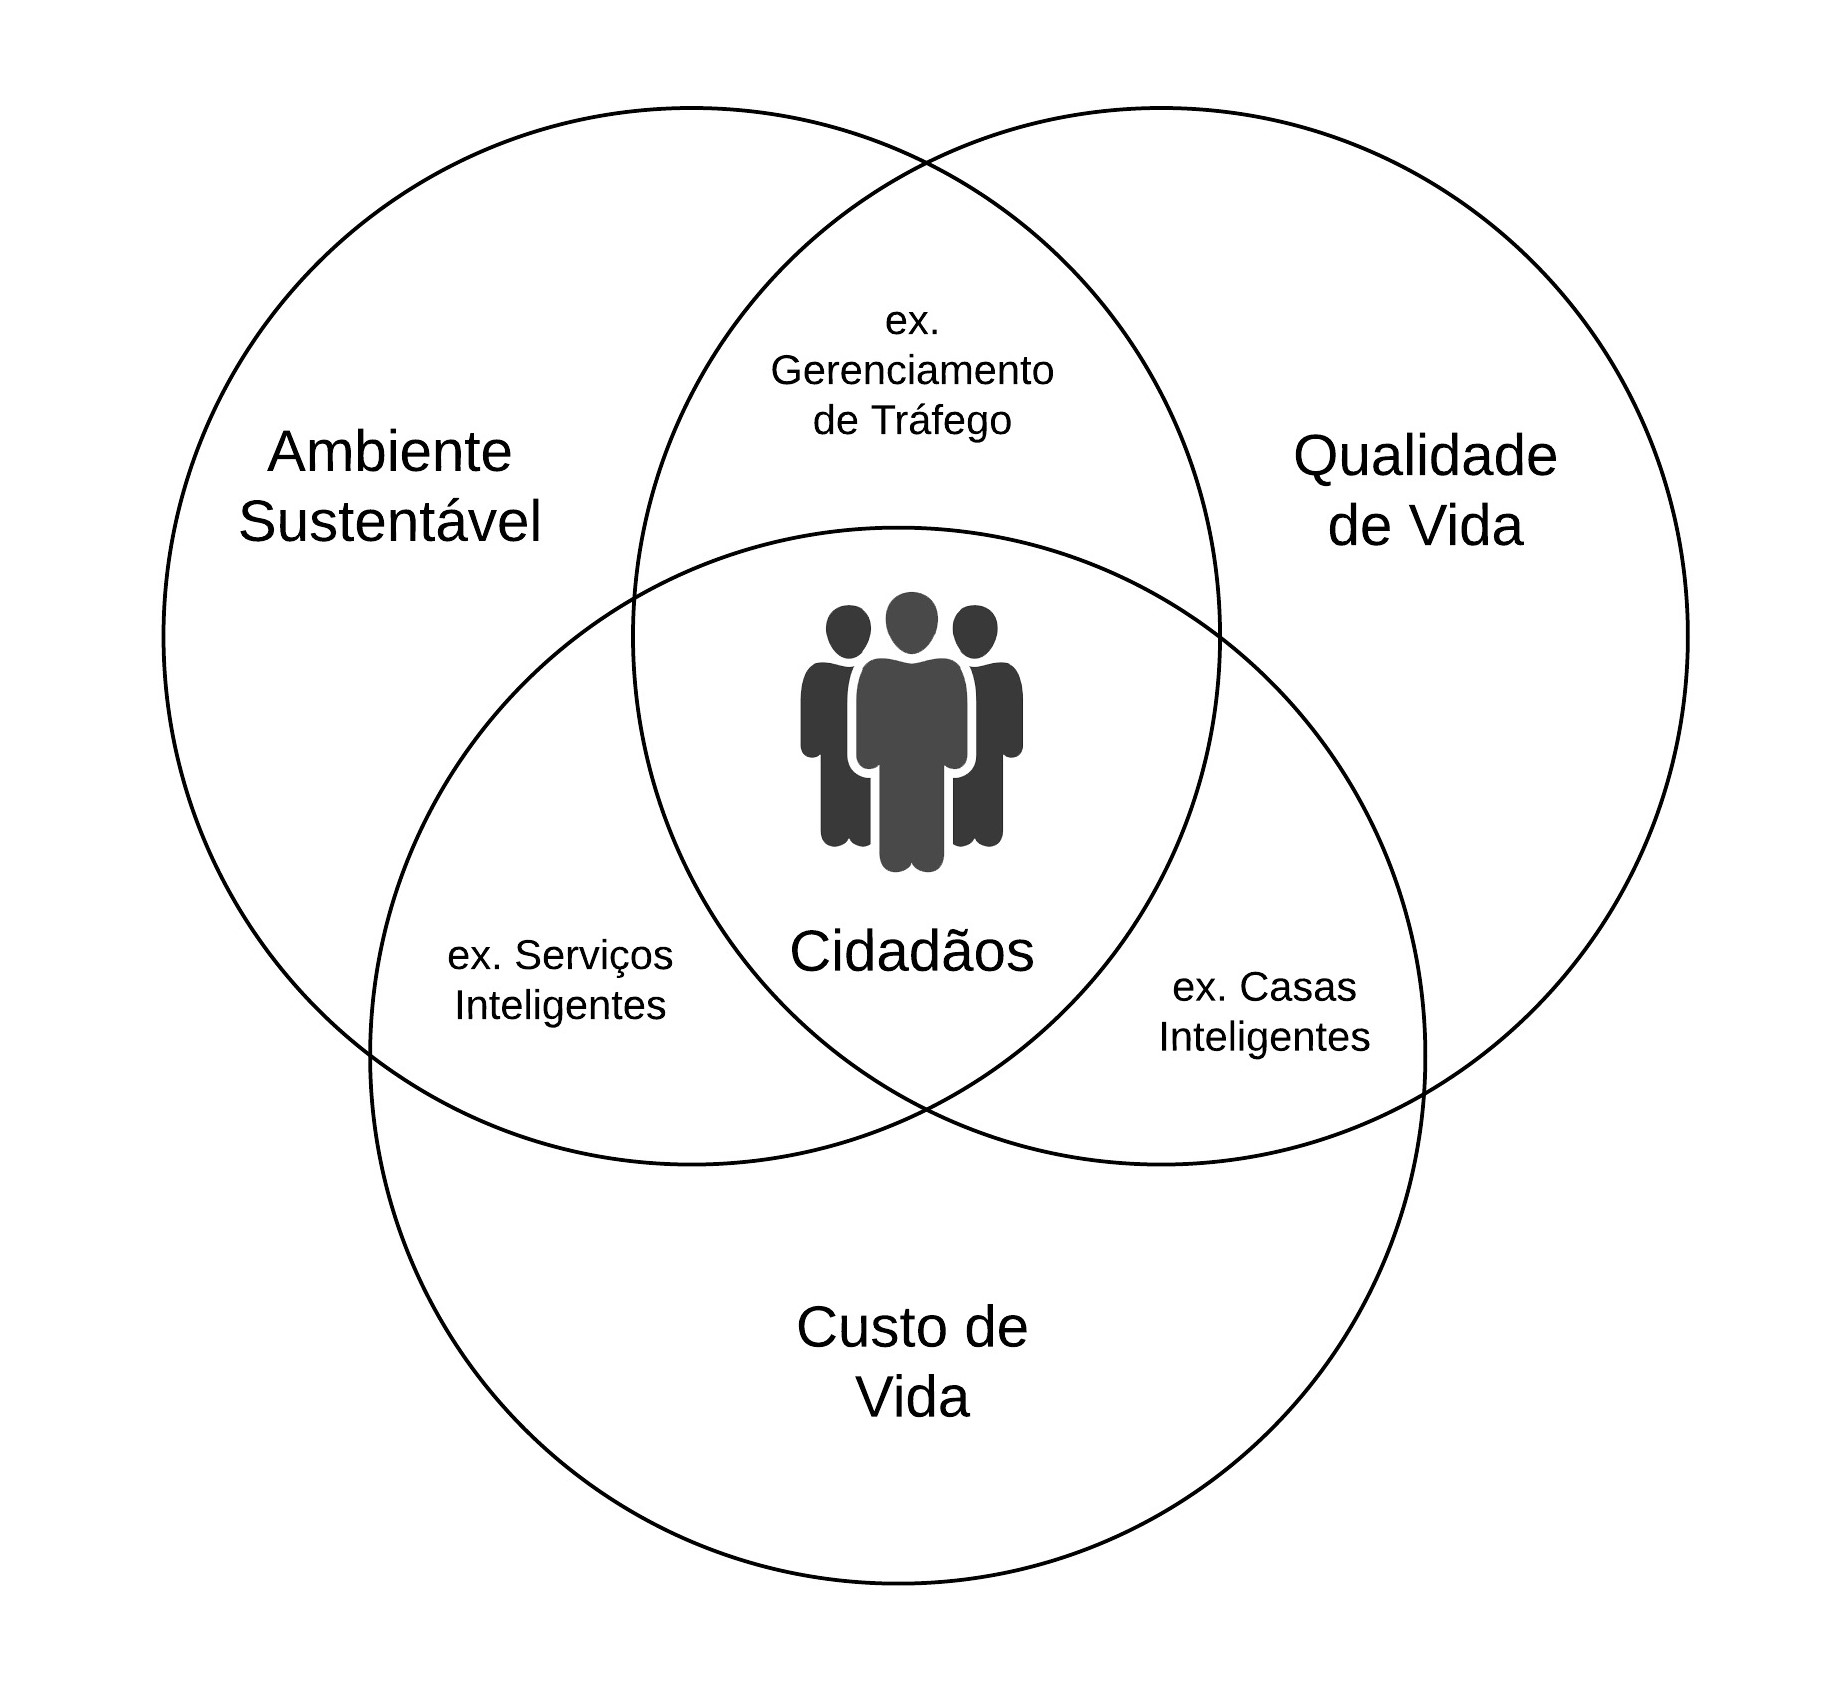 ex.
Gerenciamento
de Tráfego
Ambiente
Sustentável
Qualidade
de Vida
ex. Serviços
Inteligentes
Cidadãos
ex. Casas
Inteligentes
Custo de
Vida